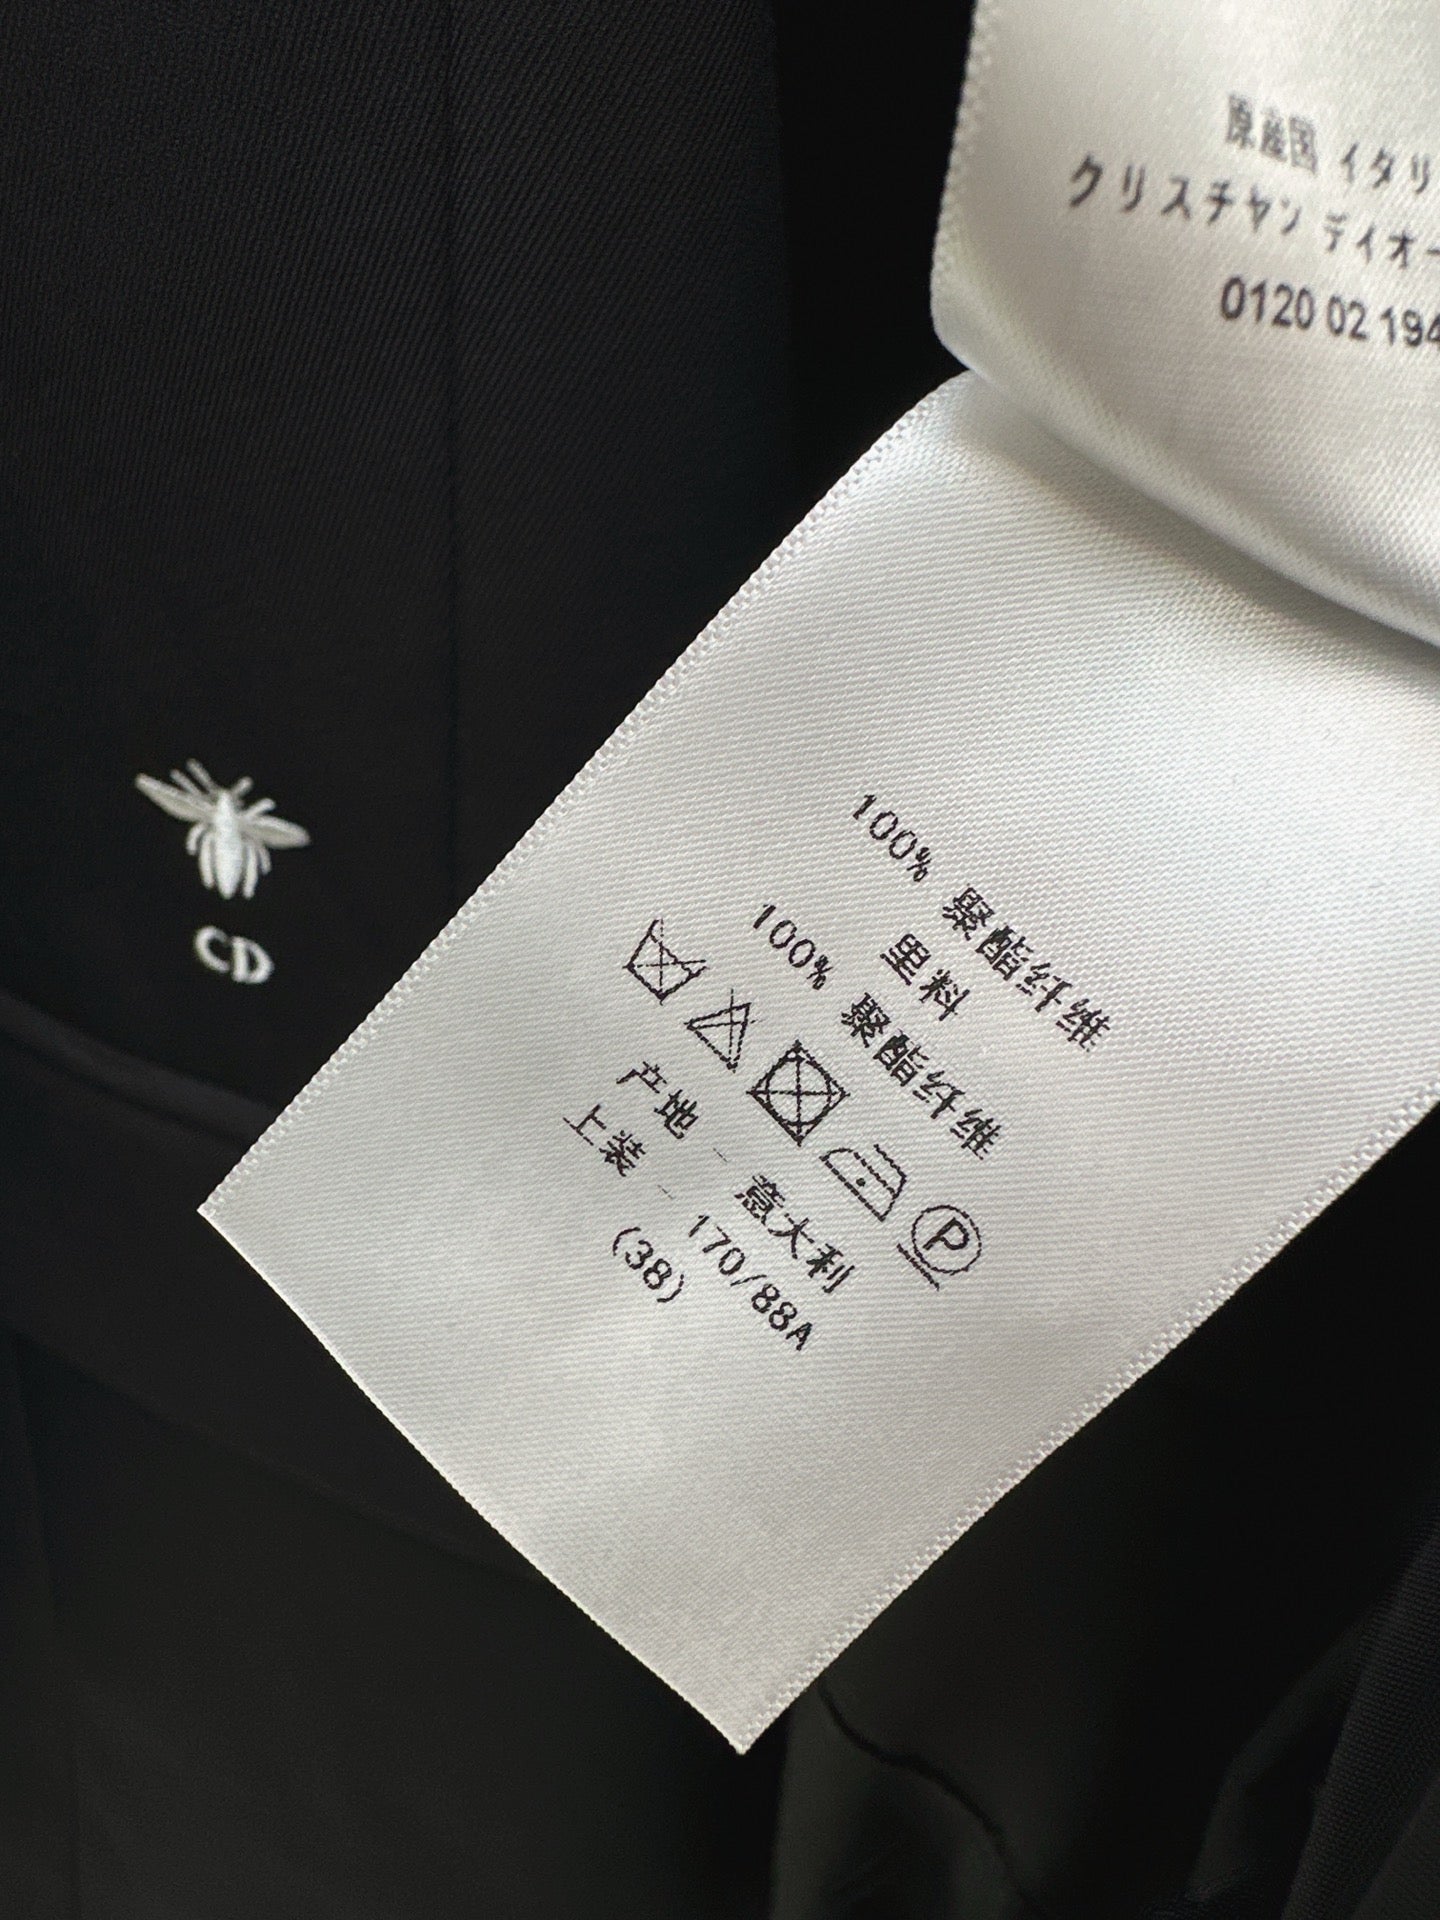 原産国 イタリ
クリスチャン ディオー
0120 02 194
100% 聚酯纤维
里料
100% 聚酯纤维
P
产地 - 意大利
上装 - 170/88A
(38)
CD